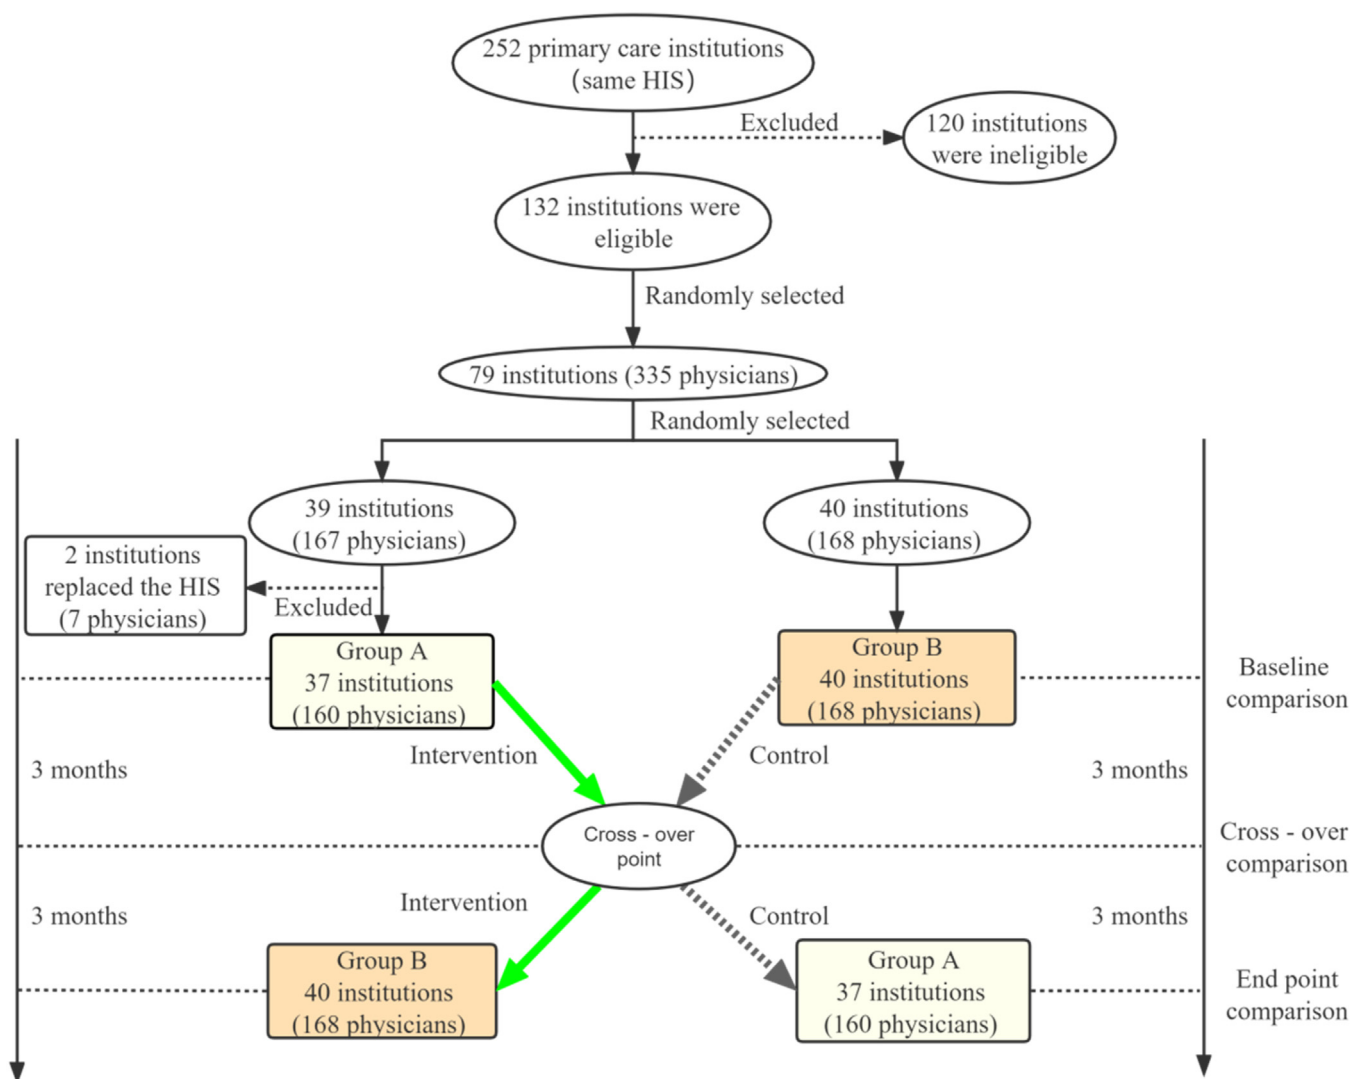 252 primary care institutions
(same HIS)
Excluded
120 institutions
were ineligible
132 institutions were
eligible
Randomly selected
79 institutions (335 physicians)
Randomly selected
39 institutions
(167 physicians)
40 institutions
(168 physicians)
2 institutions
replaced the HIS
(7 physicians)
Excluded
Group A
37 institutions
(160 physicians)
Group B
40 institutions
(168 physicians)
Baseline
comparison
Intervention
Control
3 months
3 months
Cross - over
point
Cross - over
comparison
Intervention
Control
3 months
3 months
Group B
40 institutions
(168 physicians)
Group A
37 institutions
(160 physicians)
End point
comparison